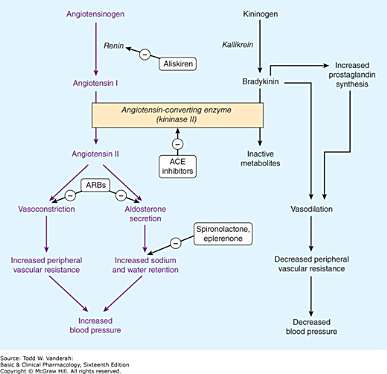 Angiotensinogen
Kininogen
Renin
Kallikrein
Aliskiren
Increased
prostaglandin
synthesis
Angiotensin I
Bradykinin
Angiotensin-converting enzyme
(kininase II)
Angiotensin II
ACE
inhibitors
Inactive
metabolites
ARBs
Vasoconstriction
Aldosterone
secretion
Vasodilation
Spironolactone,
eplerenone
Increased peripheral
vascular resistance
Increased sodium
and water retention
Decreased peripheral
vascular resistance
Increased
blood pressure
Decreased
blood pressure
Source: Todd W. Vanderah:
Basic & Clinical Pharmacology, Sixteenth Edition
Copyright © McGraw Hill. All rights reserved.